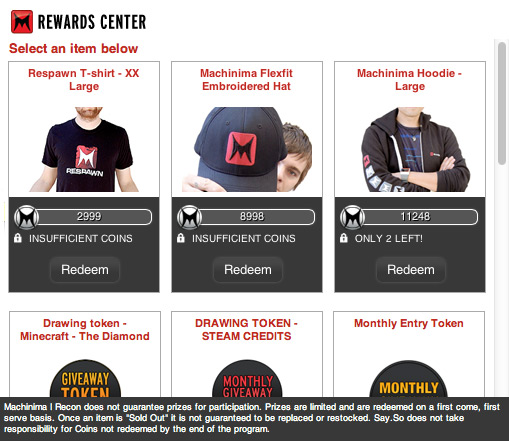 REWARDS CENTER
Select an item below
Respawn T-shirt - XX
Large
RESPAWN
2999
INSUFFICIENT COINS
Redeem
Machinima Flexfit
Embroidered Hat
8998
INSUFFICIENT COINS
Redeem
Machinima Hoodie -
Large
11248
ONLY 2 LEFT!
Redeem
Drawing token -
Minecraft - The Diamond
GIVEAWAY
TOKEN
DRAWING TOKEN -
STEAM CREDITS
MONTHLY
GIVEAWAY
Monthly Entry Token
MONTHLY
Machinima | Recon does not guarantee prizes for participation. Prizes are limited and are redeemed on a first come, first
serve basis. Once an item is "Sold Out" it is not guaranteed to be replaced or restocked. Say.So does not take
responsibility for Coins not redeemed by the end of the program.